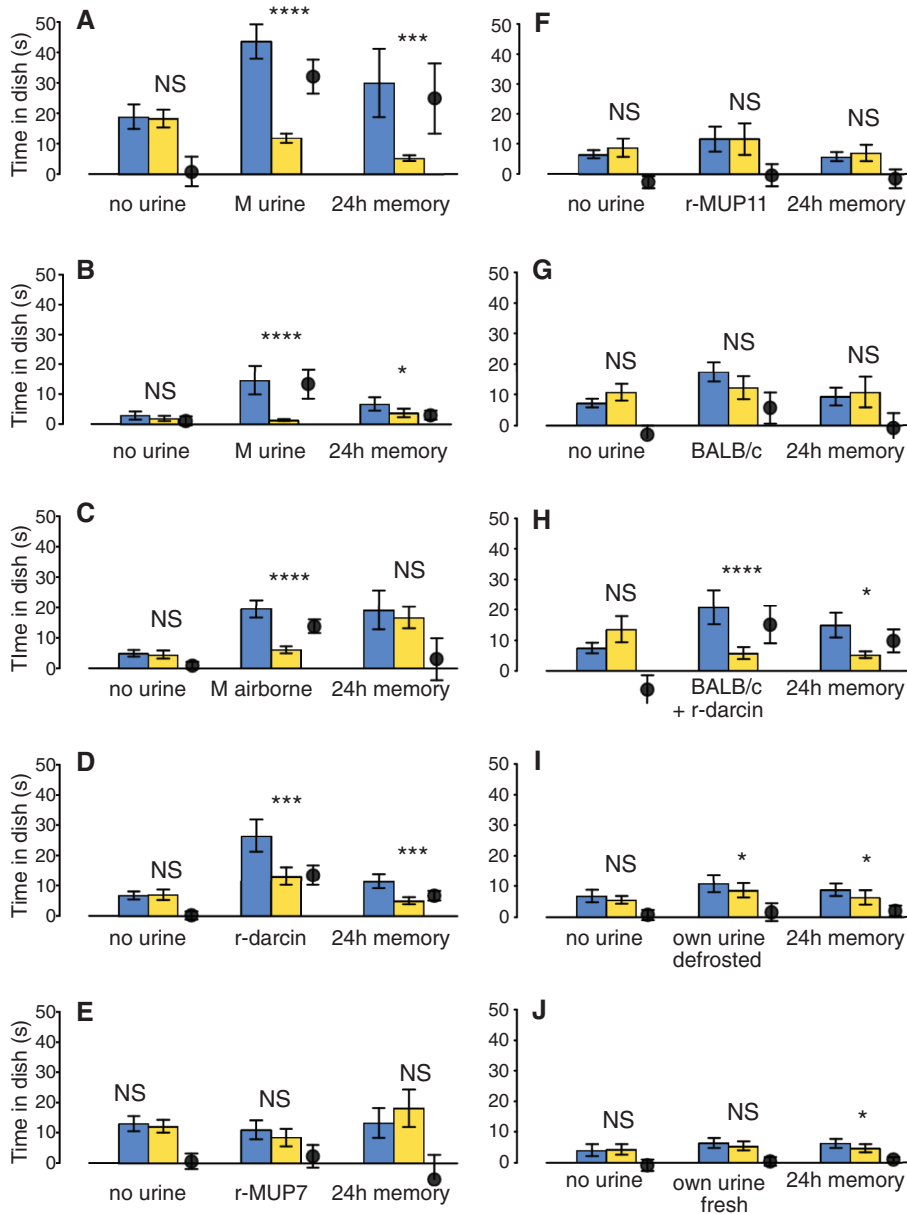 A
Time in dish (s)
50
40
30
20
10
0
NS
****
***
no urine
M urine
24h memory
B
Time in dish (s)
50
40
30
20
10
0
NS
****
*
no urine
M urine
24h memory
C
TIme in dish (s)
50
40
30
20
10
0
NS
****
NS
no urine
M airborne
24h memory
D
Time in dish (s)
50
40
30
20
10
0
NS
***
***
no urine
r-darcin
24h memory
E
Time in dish (s)
50
40
30
20
10
0
NS
NS
NS
no urine
r-MUP7
24h memory
F
50
40
30
20
10
0
NS
NS
NS
no urine
r-MUP11
24h memory
G
50
40
30
20
10
0
NS
NS
NS
no urine
BALB/c
24h memory
H
50
40
30
20
10
0
NS
****
*
no urine
BALB/c
+ r-darcin
24h memory
I
50
40
30
20
10
0
NS
*
*
no urine
own urine
defrosted
24h memory
J
50
40
30
20
10
0
NS
NS
*
no urine
own urine
fresh
24h memory